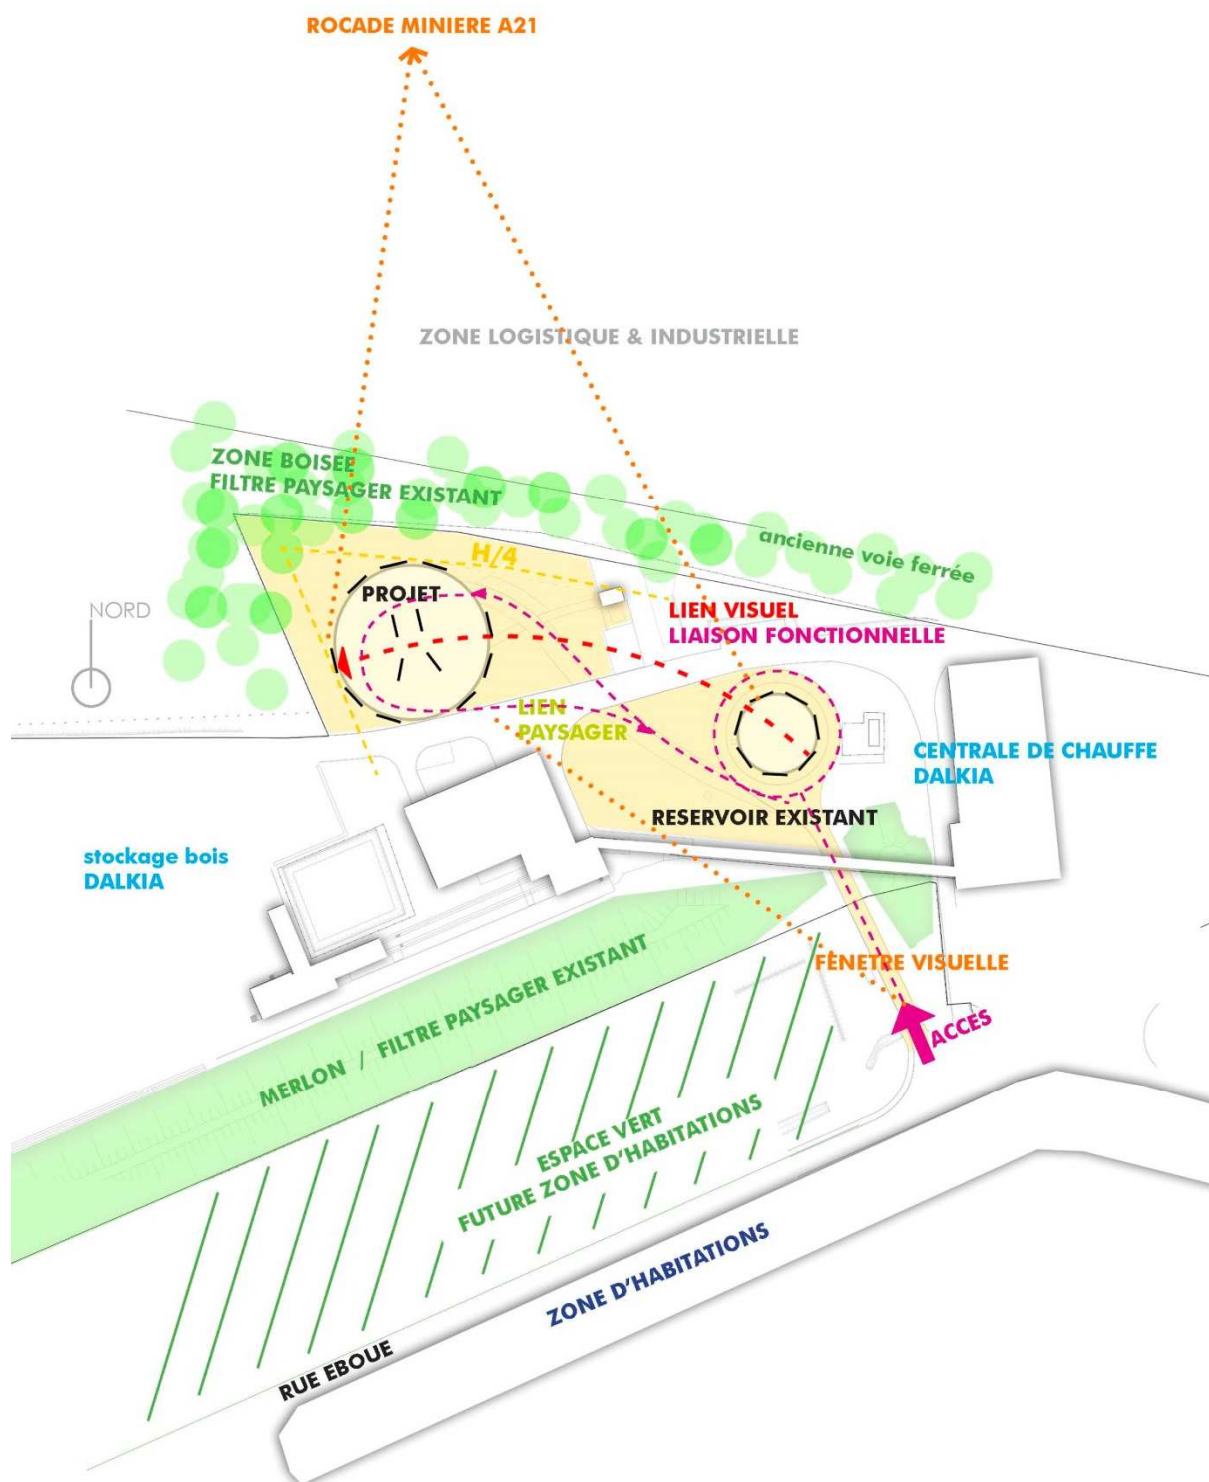 ROCADE MINIERE A21
ZONE LOGISTIQUE & INDUSTRIELLE
ZONE BOISEE
FILTRE PAYSAGER EXISTANT
ancienne voie ferrée
H/4
PROJET
NORD
LIEN VISUEL
LIAISON FONCTIONNELLE
LIEN
PAYSAGER
CENTRALE DE CHAUFFE
DALKIA
RESERVOIR EXISTANT
stockage bois
DALKIA
FENETRE VISUELLE
ACCES
MERLON / FILTRE PAYSAGER EXISTANT
ESPACE VERT
FUTURE ZONE D'HABITATIONS
ZONE D'HABITATIONS
RUE EBOUE